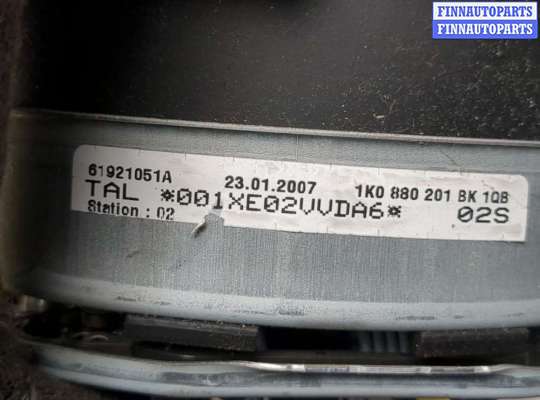 FINNAUTOPARTS
FINNAUTOPARTS
61921051A 23.01.2007 1K0 880 201 BK 1QB
TAL *001XE02VVDA6* 02S
Station : 02